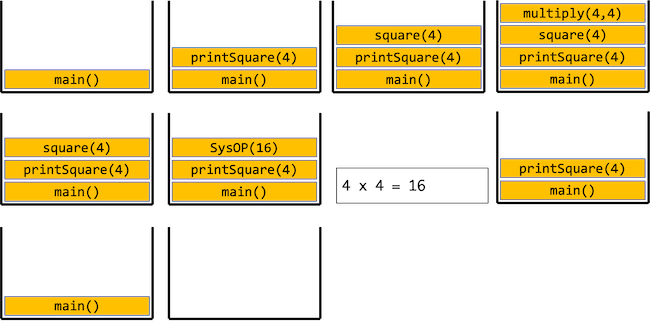 main()
printSquare(4)
main()
square(4)
printSquare(4)
main()
multiply(4,4)
square(4)
printSquare(4)
main()
square(4)
printSquare(4)
main()
SysOP(16)
printSquare(4)
main()
4 x 4 = 16
printSquare(4)
main()
main()